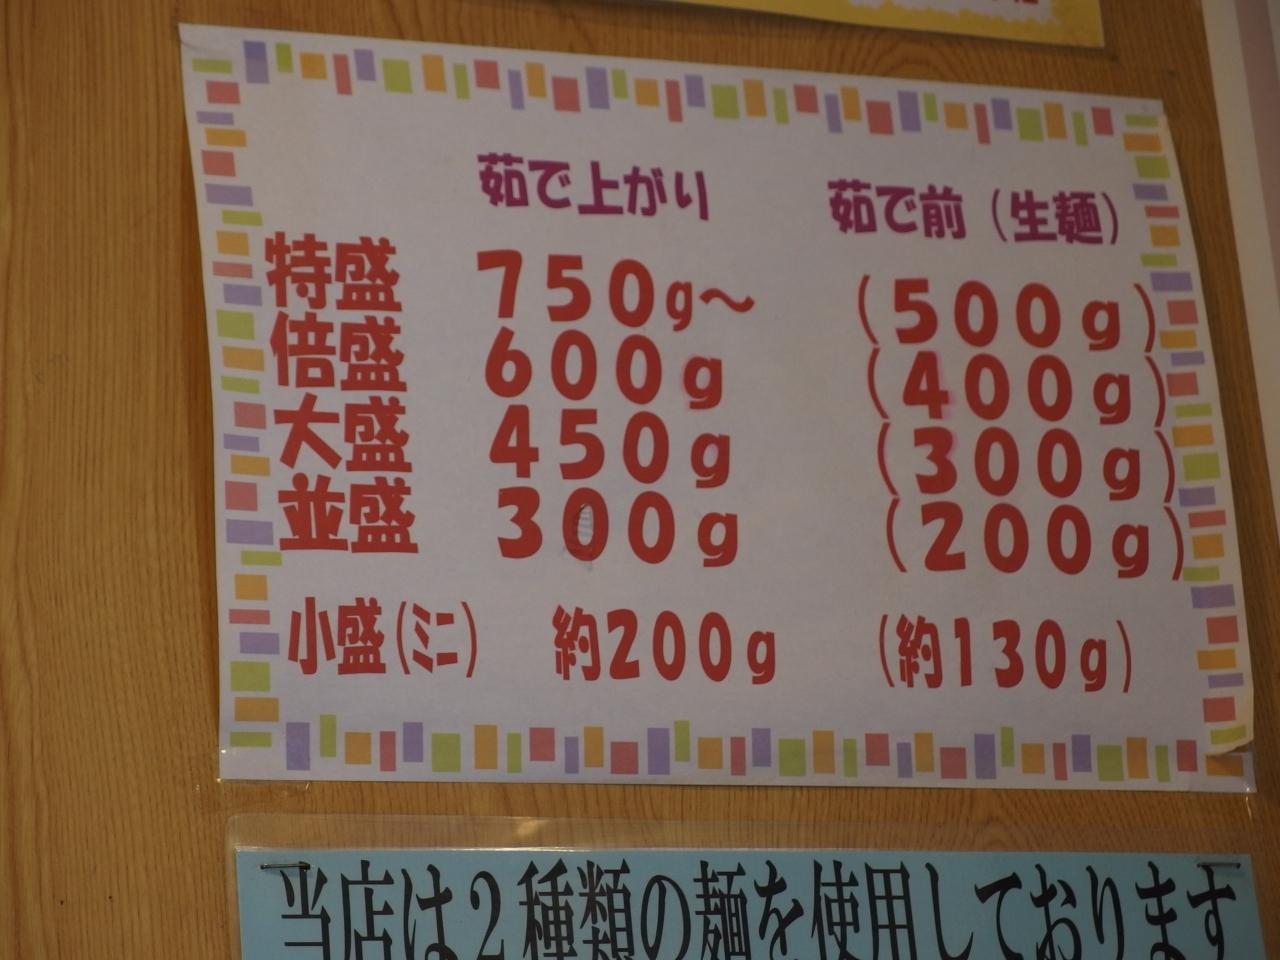 茹で上がり 茹で前（生麺）
特盛 750g～ （500g）
倍盛 600g （400g）
大盛 450g （300g）
並盛 300g （200g）
小盛（ミニ） 約200g （約130g）
当店は2種類の麺を使用しております